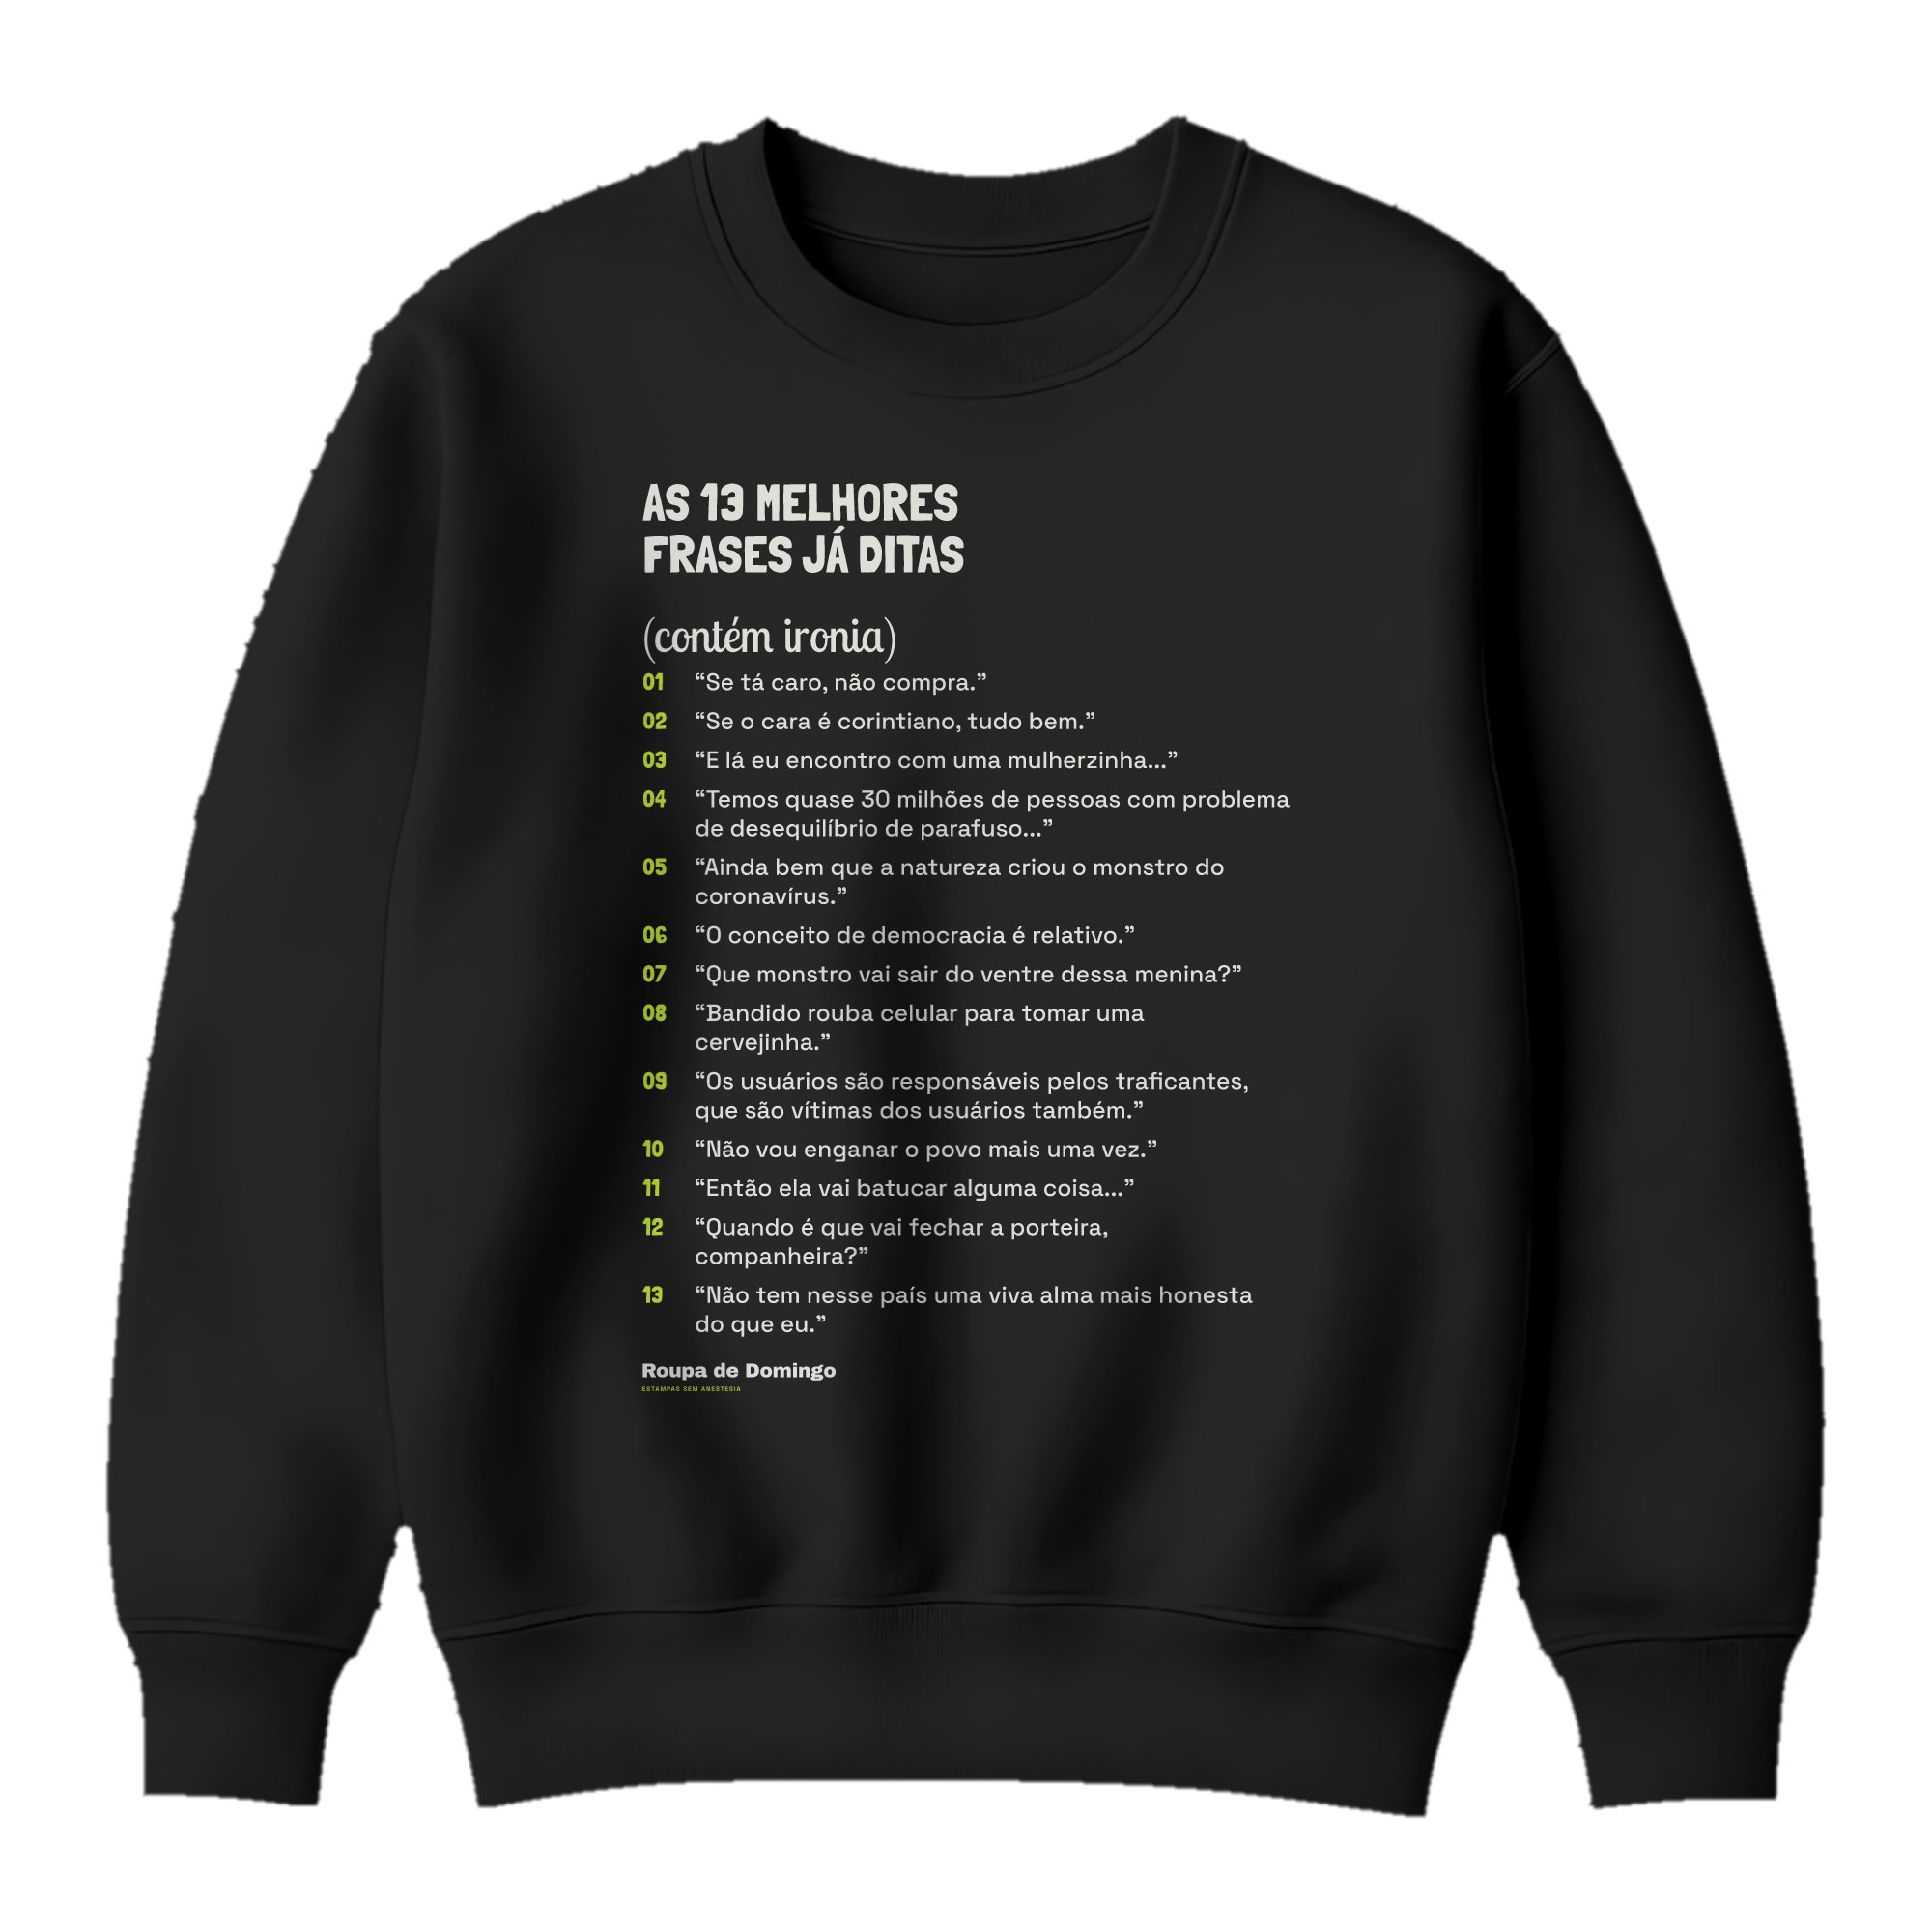 AS 13 MELHORES
FRASES JÁ DITAS
(contém ironia)
01 “Se tá caro, não compra.”
02 “Se o cara é corintiano, tudo bem.”
03 “E lá eu encontro com uma mulherzinha...”
04 “Temos quase 30 milhões de pessoas com problema
de desequilíbrio de parafuso...”
05 “Ainda bem que a natureza criou o monstro do
coronavírus.”
06 “O conceito de democracia é relativo.”
07 “Que monstro vai sair do ventre dessa menina?”
08 “Bandido rouba celular para tomar uma
cervejinha.”
09 “Os usuários são responsáveis pelos traficantes,
que são vítimas dos usuários também.”
10 “Não vou enganar o povo mais uma vez.”
11 “Então ela vai batucar alguma coisa...”
12 “Quando é que vai fechar a porteira,
companheira?”
13 “Não tem nesse país uma viva alma mais honesta
do que eu.”
Roupa de Domingo
ESTAMPAS SEM ANESTESIA